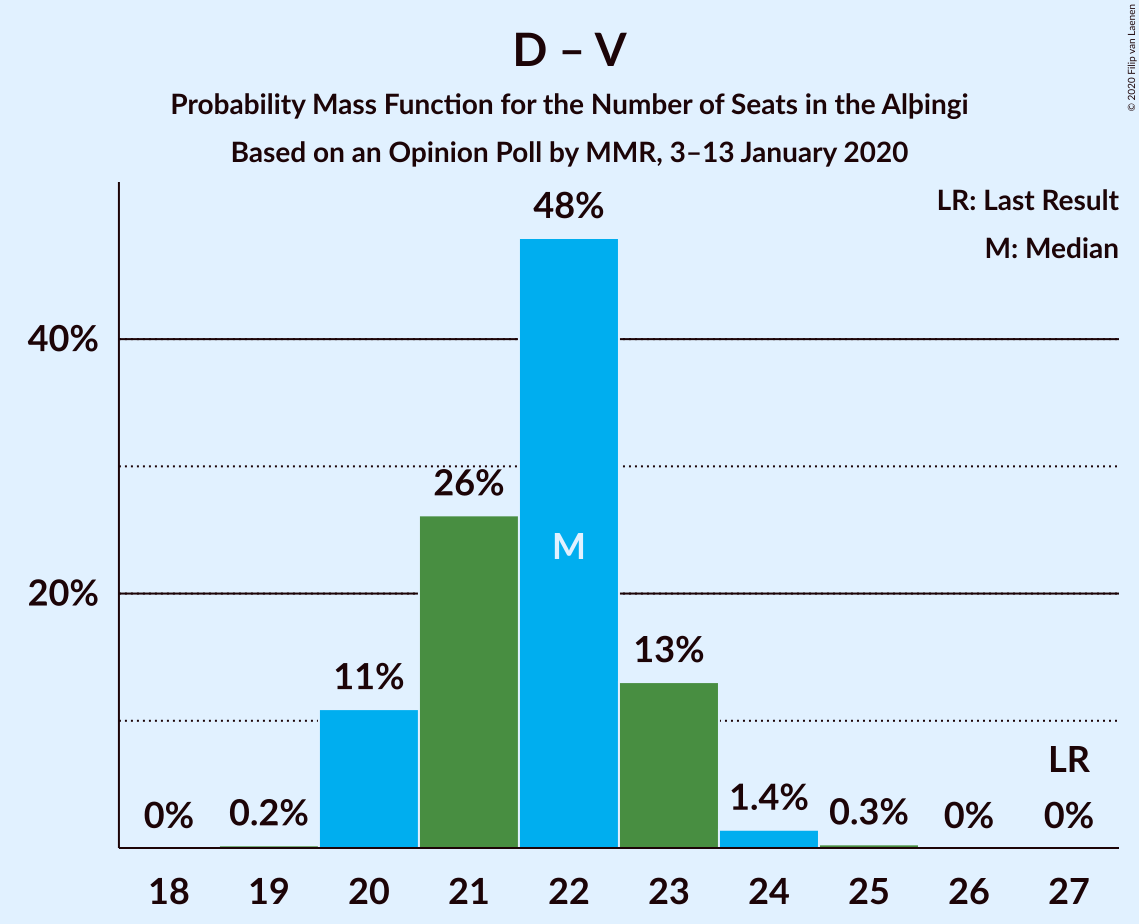 D – V
Probability Mass Function for the Number of Seats in the Alþingi
Based on an Opinion Poll by MMR, 3–13 January 2020
© 2020 Filip van Laenen
LR: Last Result
M: Median
48%
40%
26%
M
20%
13%
11%
LR
1.4%
0% 0.2% 0.3% 0% 0%
18 19 20 21 22 23 24 25 26 27